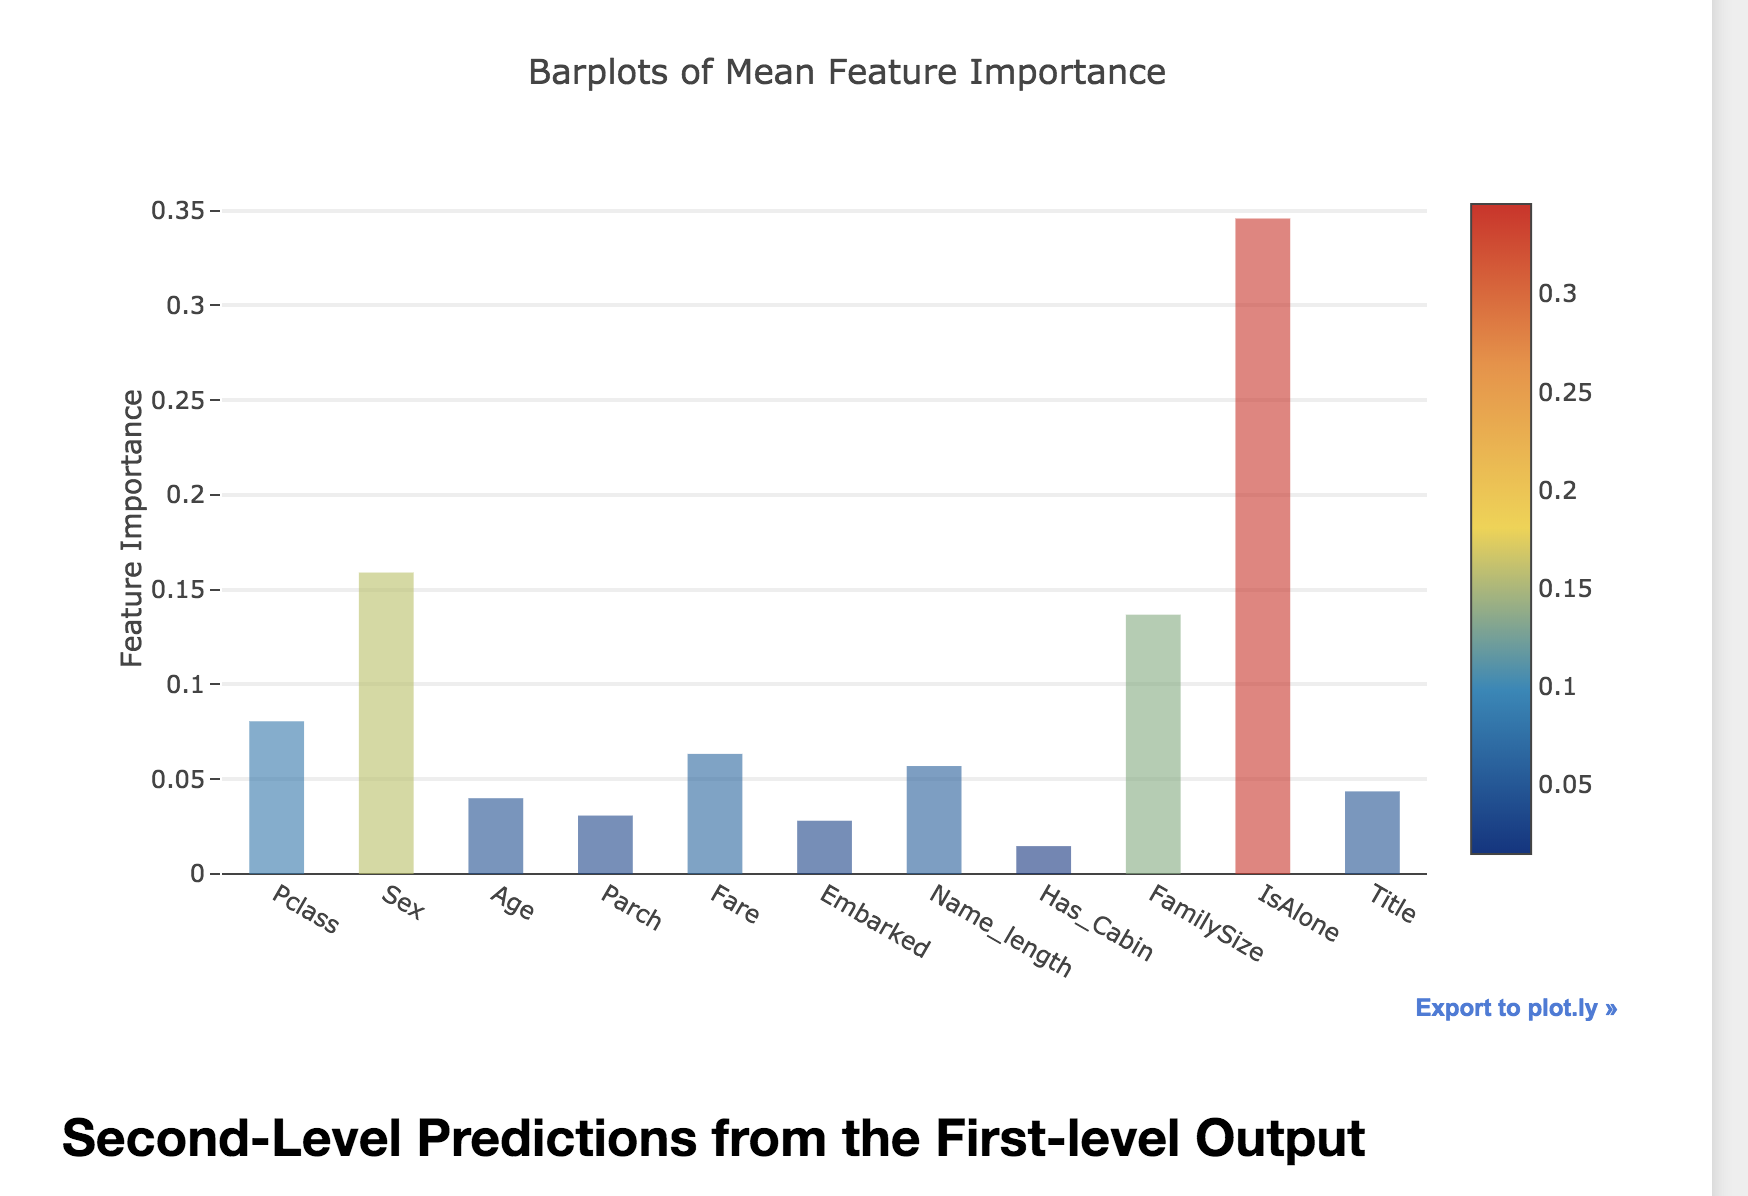 Barplots of Mean Feature Importance
Feature Importance
0.35
0.3
0.25
0.2
0.15
0.1
0.05
0
Pclass
Sex
Age
Parch
Fare
Embarked
Name_length
Has_Cabin
FamilySize
IsAlone
Title
0.3
0.25
0.2
0.15
0.1
0.05
Export to plot.ly »
Second-Level Predictions from the First-level Output